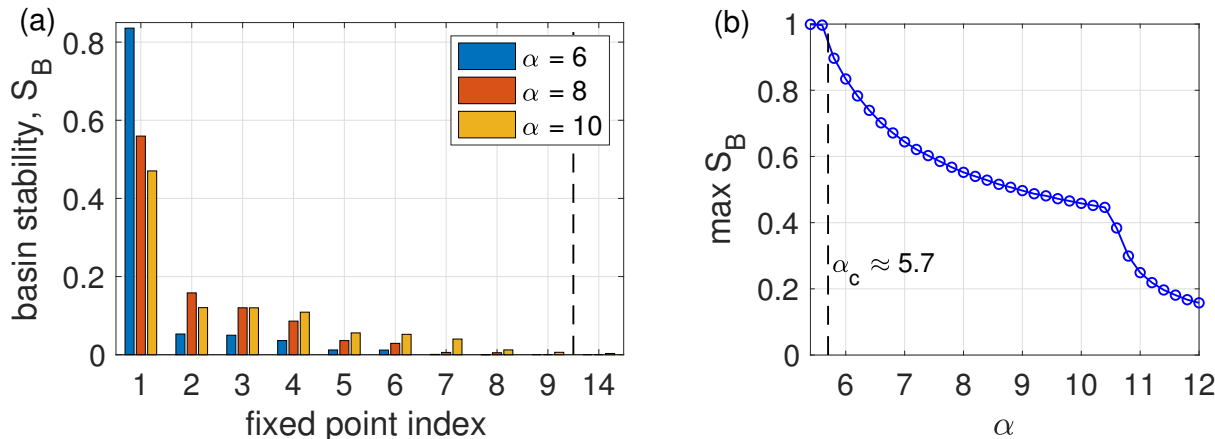 (a)
basin stability, S_B
0.8
0.6
0.4
0.2
0
α = 6
α = 8
α = 10
1 2 3 4 5 6 7 8 9 14
fixed point index
(b)
max S_B
1
0.8
0.6
0.4
0.2
0
α_c ≈ 5.7
6 7 8 9 10 11 12
α